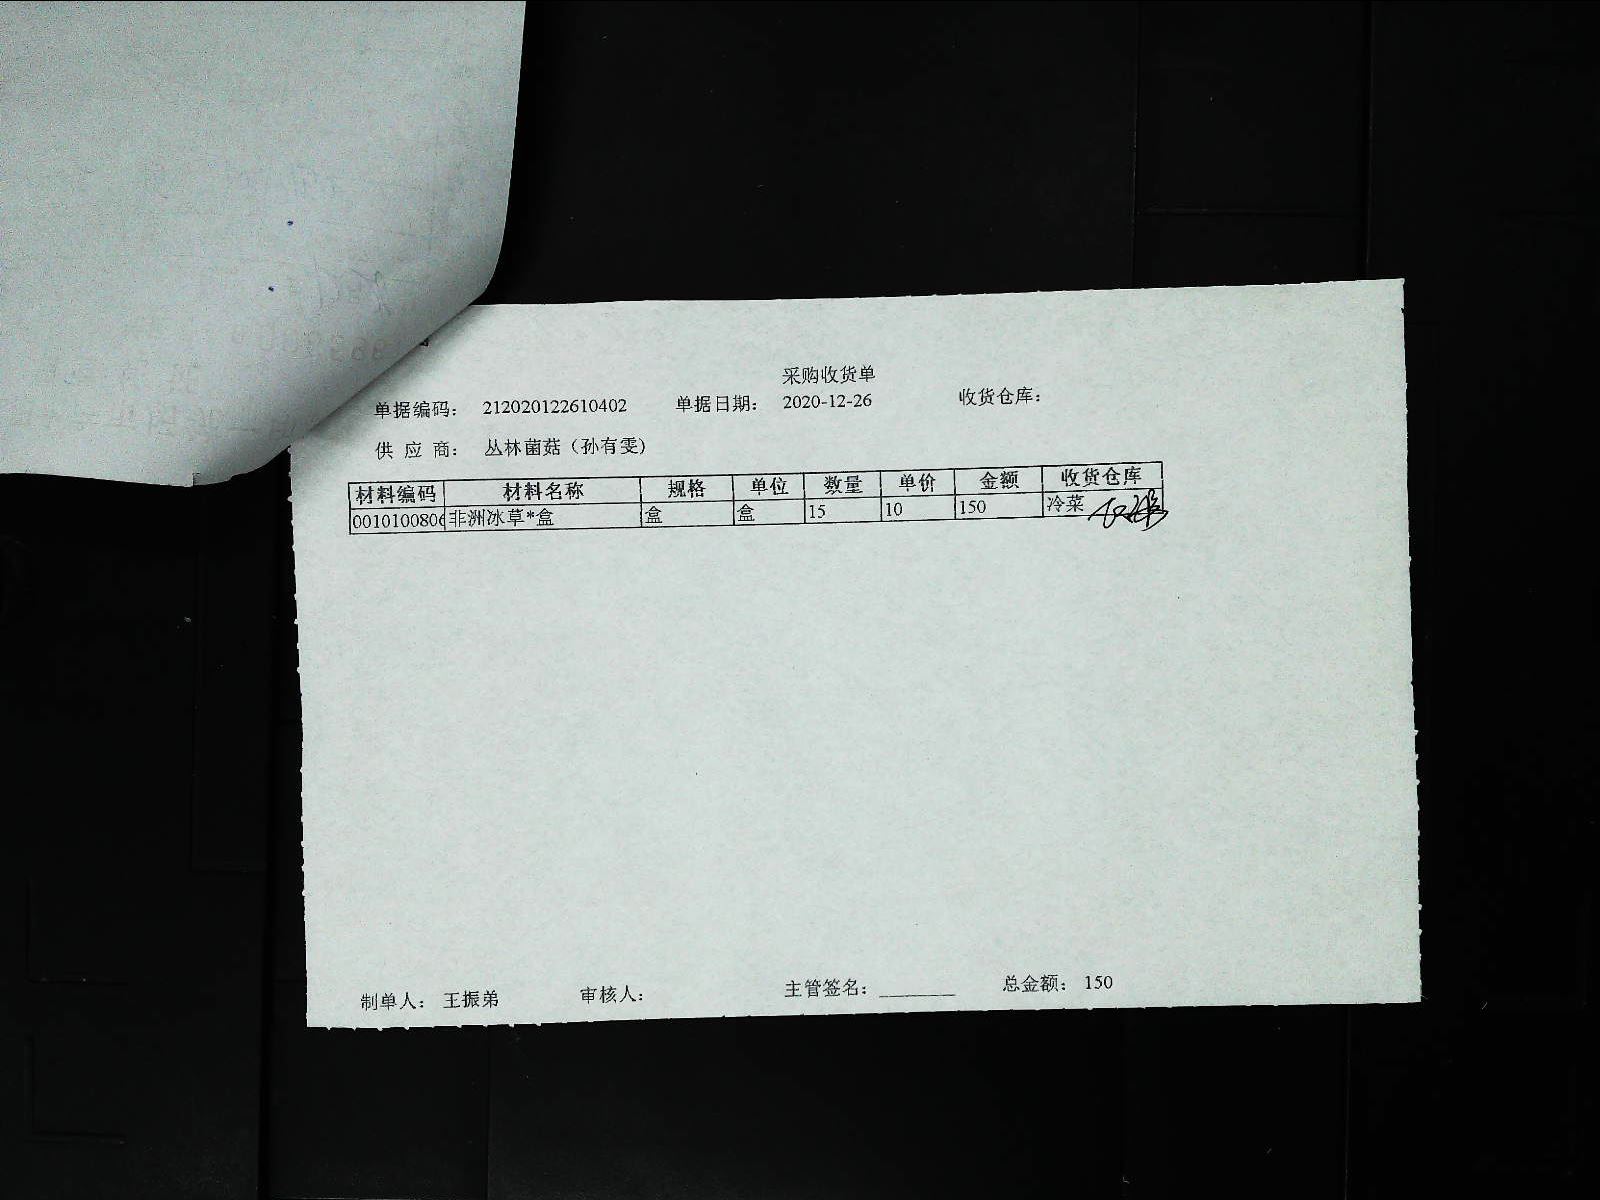 采购收货单
单据编码： 212020122610402 单据日期： 2020-12-26 收货仓库：
供 应 商： 丛林菌菇（孙有雯)
材料编码 材料名称 规格 单位 数量 单价 金额 收货仓库
0010100806 非洲冰草*盒 盒 盒 15 10 150 冷菜
制单人： 王振弟 审核人： 主管签名：________ 总金额： 150